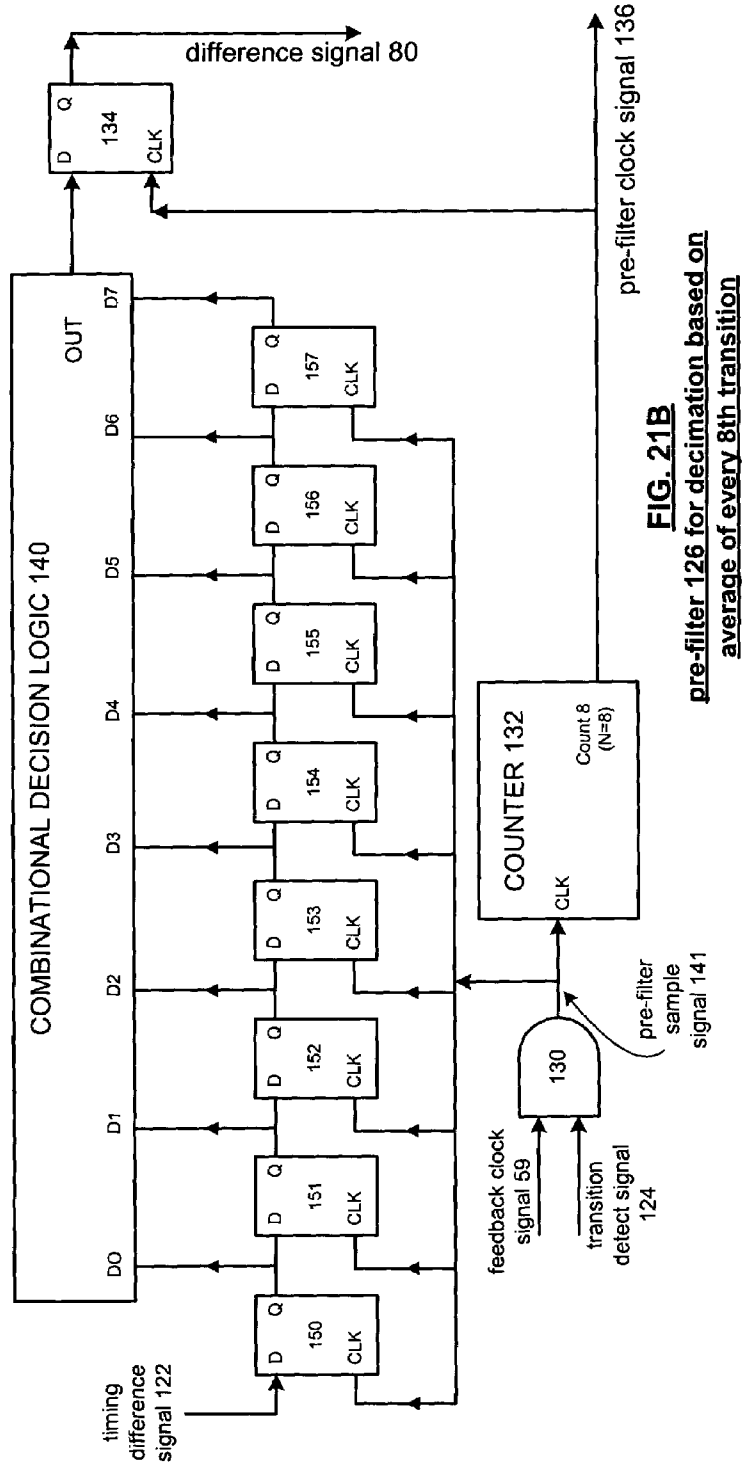 COMBINATIONAL DECISION LOGIC 140
OUT
D0
D1
D2
D3
D4
D5
D6
D7
D
Q
134
CLK
difference signal 80
timing
difference
signal 122
D
Q
150
CLK
D
Q
151
CLK
D
Q
152
CLK
D
Q
153
CLK
D
Q
154
CLK
D
Q
155
CLK
D
Q
156
CLK
D
Q
157
CLK
feedback clock
signal 59
transition
detect signal
124
130
pre-filter
sample
signal 141
COUNTER 132
CLK
Count 8
(N=8)
pre-filter clock signal 136
FIG. 21B
pre-filter 126 for decimation based on
average of every 8th transition